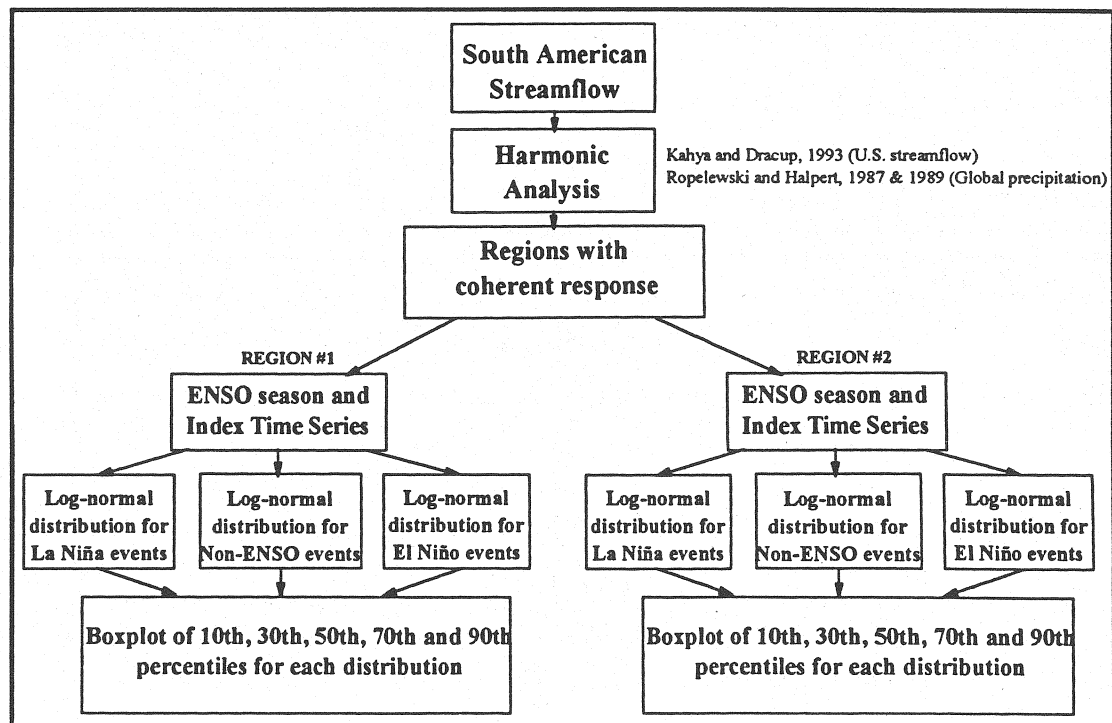 South American
Streamflow
Harmonic
Analysis
Kahya and Dracup, 1993 (U.S. streamflow)
Ropelewski and Halpert, 1987 & 1989 (Global precipitation)
Regions with
coherent response
REGION #1
ENSO season and
Index Time Series
REGION #2
ENSO season and
Index Time Series
Log-normal
distribution for
La Niña events
Log-normal
distribution for
Non-ENSO events
Log-normal
distribution for
El Niño events
Log-normal
distribution for
La Niña events
Log-normal
distribution for
Non-ENSO events
Log-normal
distribution for
El Niño events
Boxplot of 10th, 30th, 50th, 70th and 90th
percentiles for each distribution
Boxplot of 10th, 30th, 50th, 70th and 90th
percentiles for each distribution